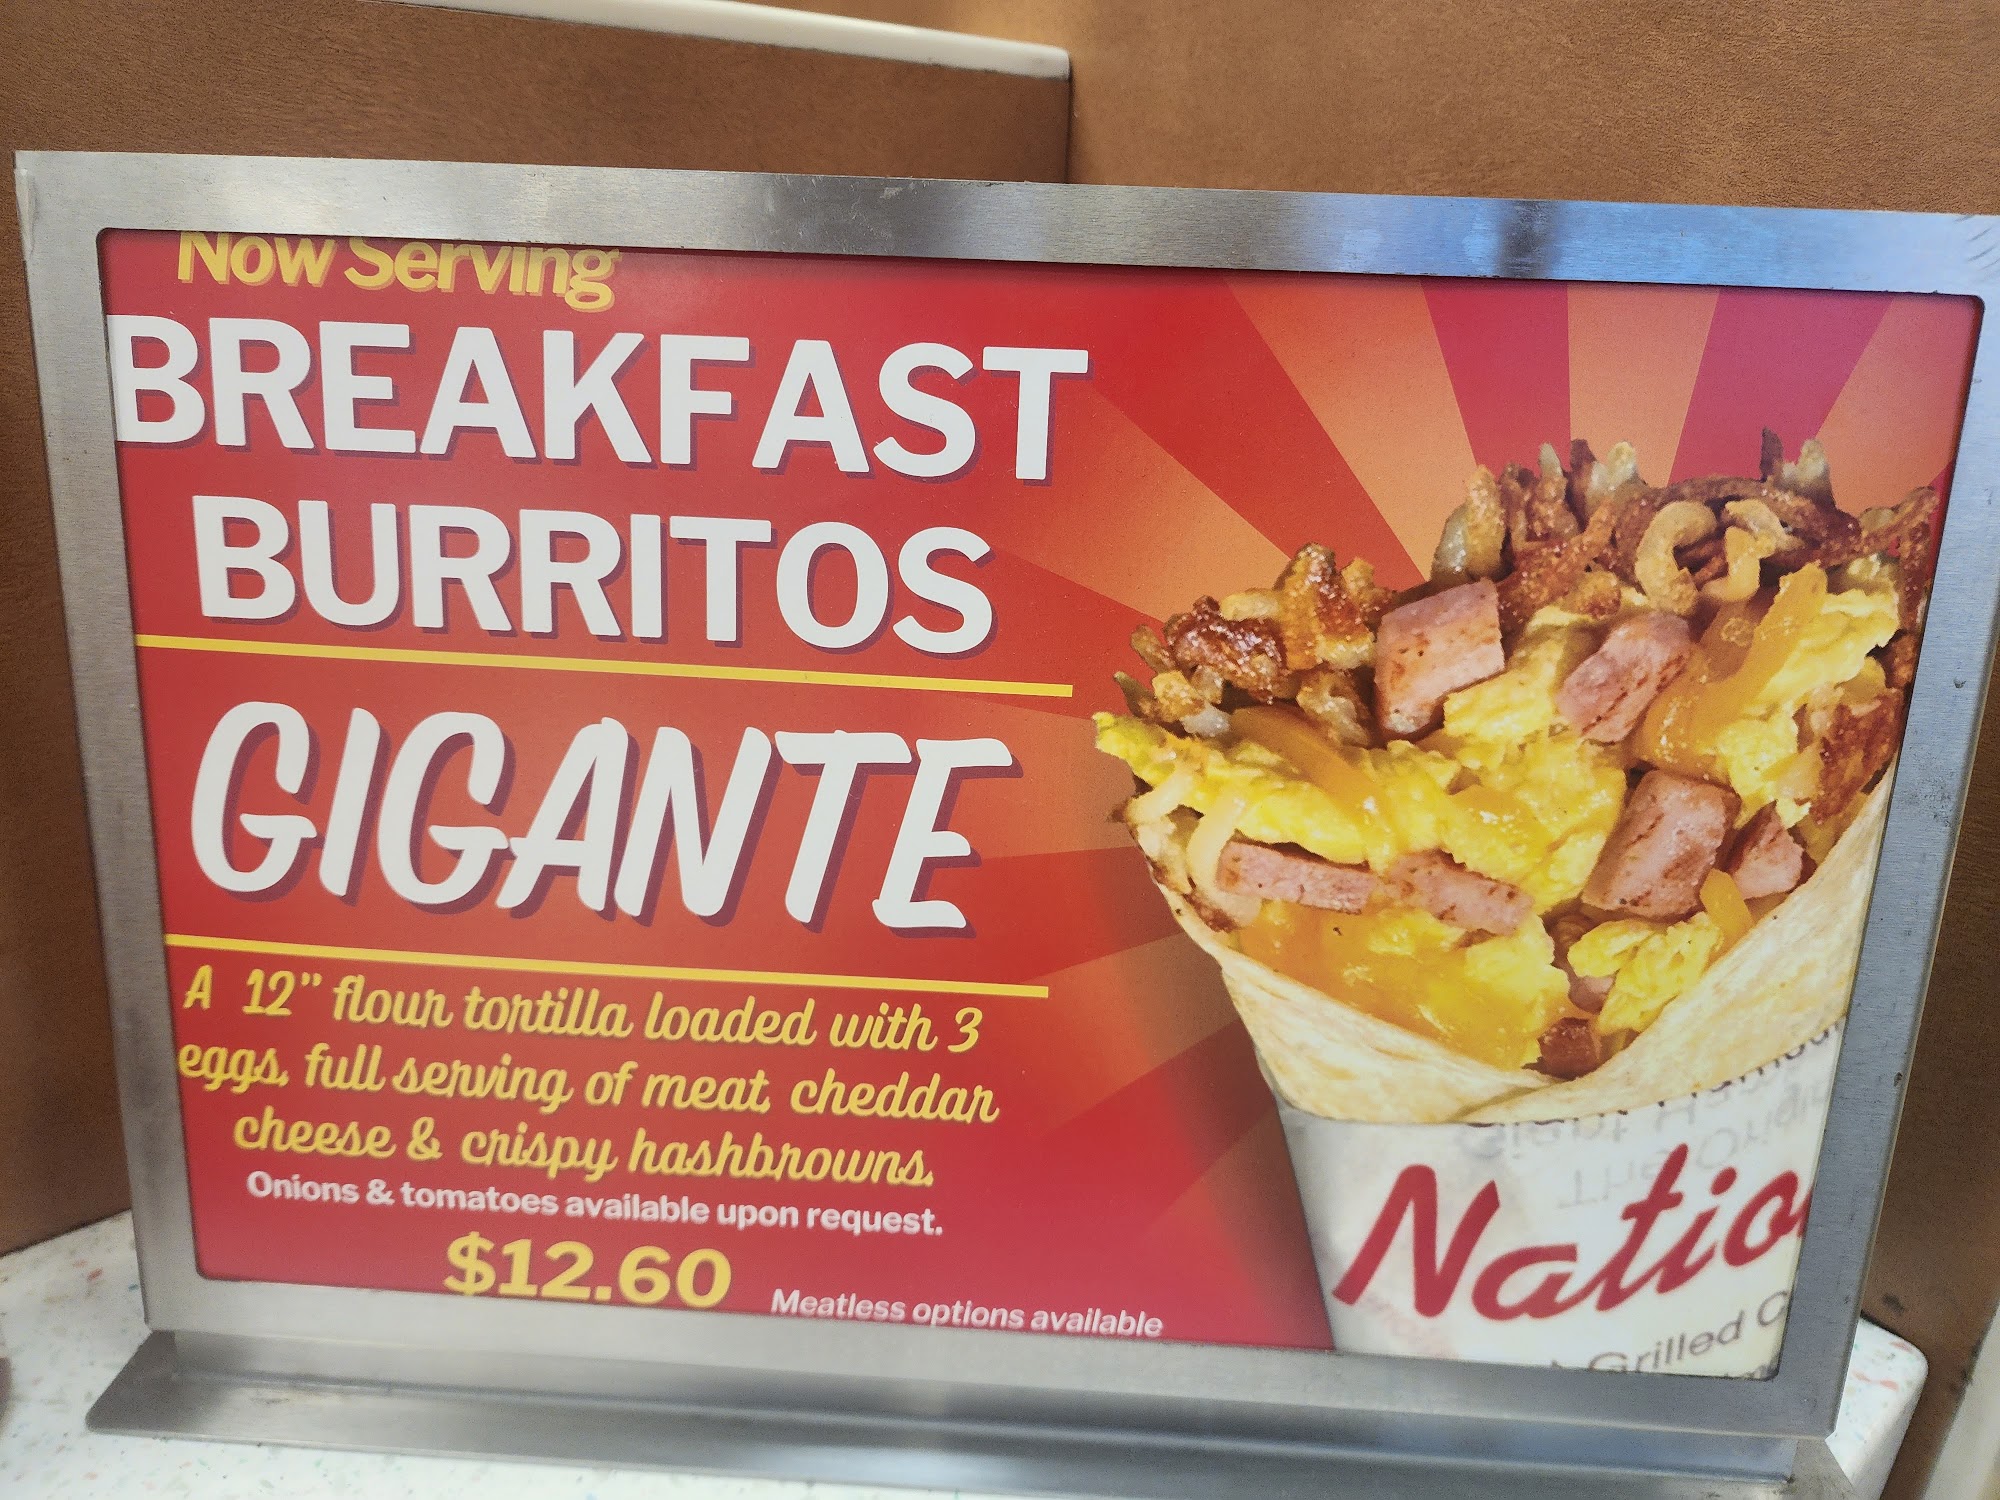 Now Serving
BREAKFAST
BURRITOS
GIGANTE
A 12" flour tortilla loaded with 3
eggs, full serving of meat, cheddar
cheese & crispy hashbrowns.
Onions & tomatoes available upon request.
$12.60
Meatless options available
Natio
Grilled C